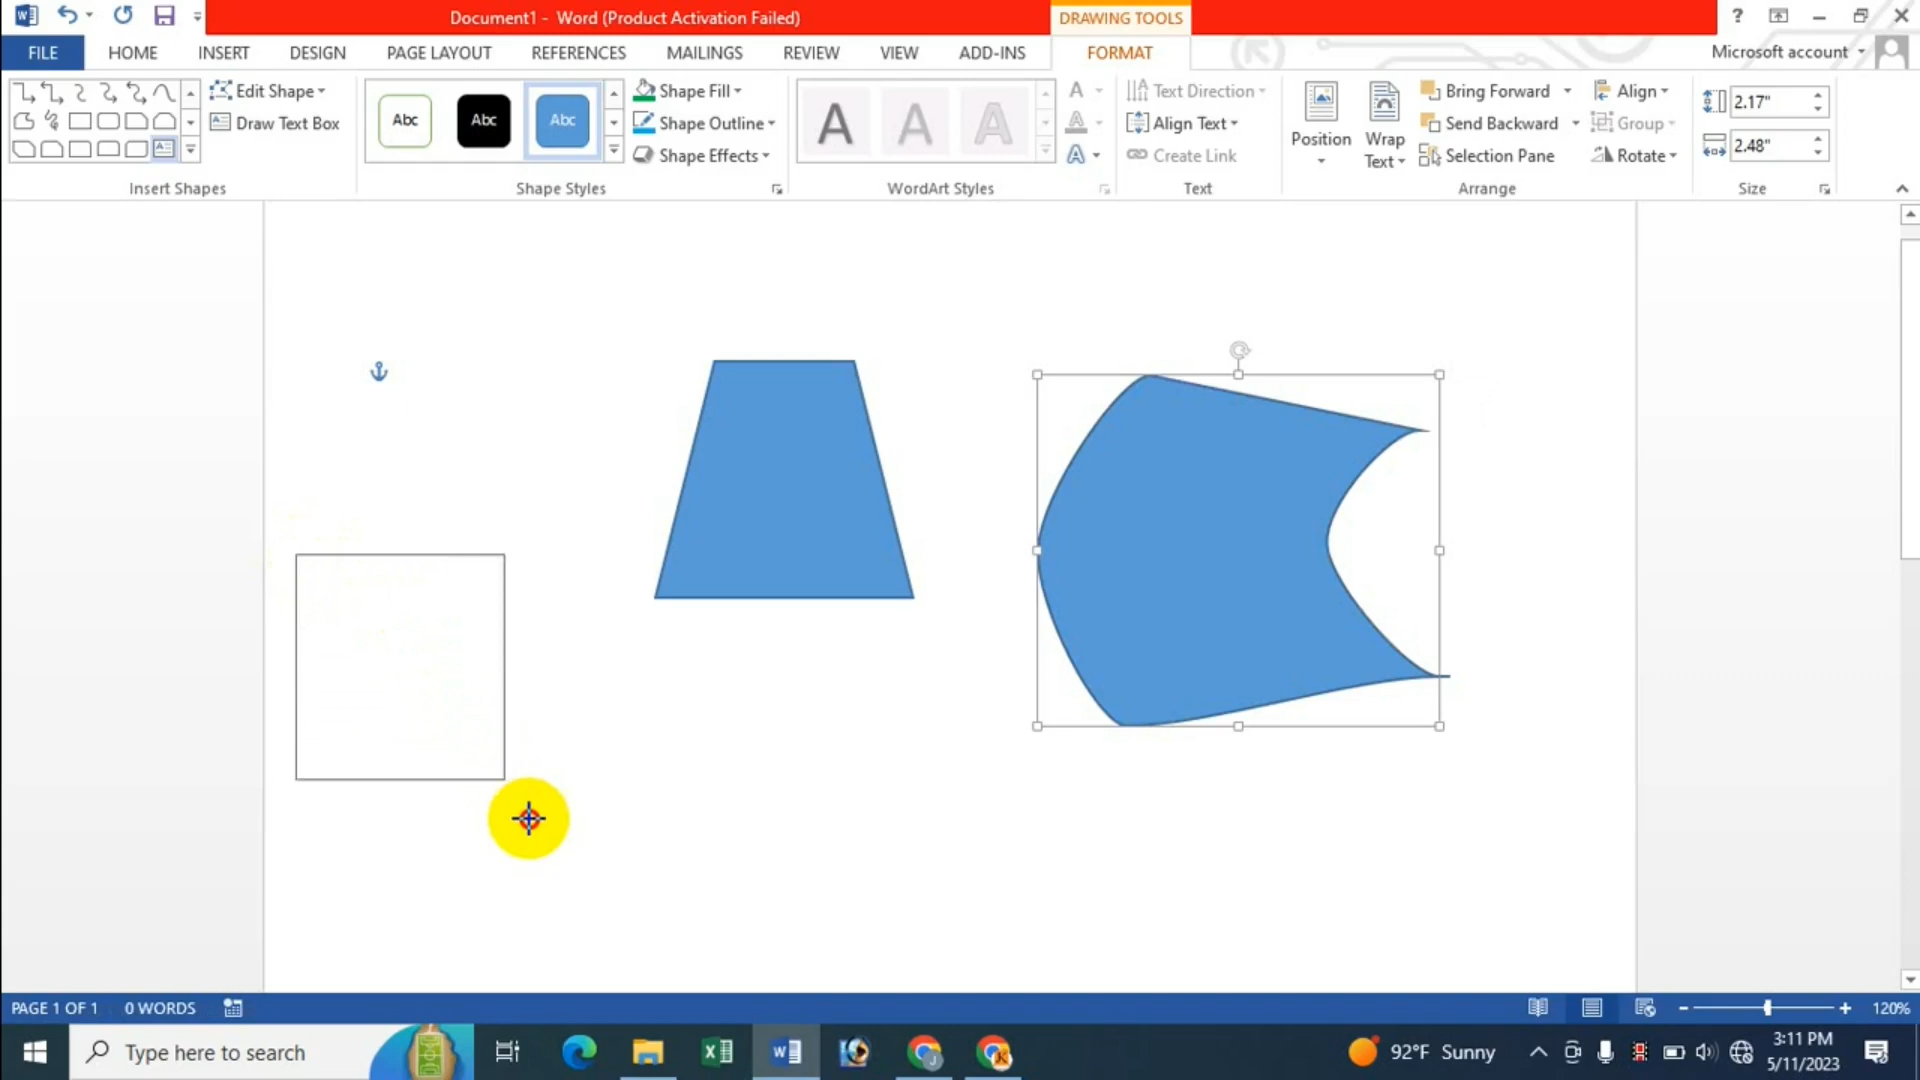 Document1 - Word (Product Activation Failed)
DRAWING TOOLS
?
FILE HOME INSERT DESIGN PAGE LAYOUT REFERENCES MAILINGS REVIEW VIEW ADD-INS FORMAT
Microsoft account
Edit Shape
Draw Text Box
Insert Shapes
Abc Abc Abc
Shape Fill
Shape Outline
Shape Effects
Shape Styles
A A A
A
A
A
WordArt Styles
Text Direction
Align Text
Create Link
Text
Position
Wrap
Text
Bring Forward
Send Backward
Selection Pane
Align
Group
Rotate
Arrange
2.17"
2.48"
Size
PAGE 1 OF 1 0 WORDS
120%
Type here to search
92°F Sunny
3:11 PM
5/11/2023